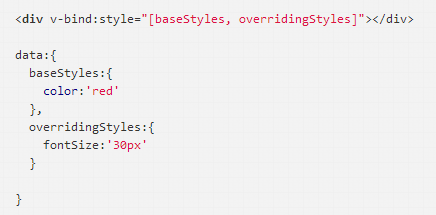 <div v-bind:style="[baseStyles, overridingStyles]"></div>
data:{
baseStyles:{
color:'red'
},
overridingStyles:{
fontSize:'30px'
}
}